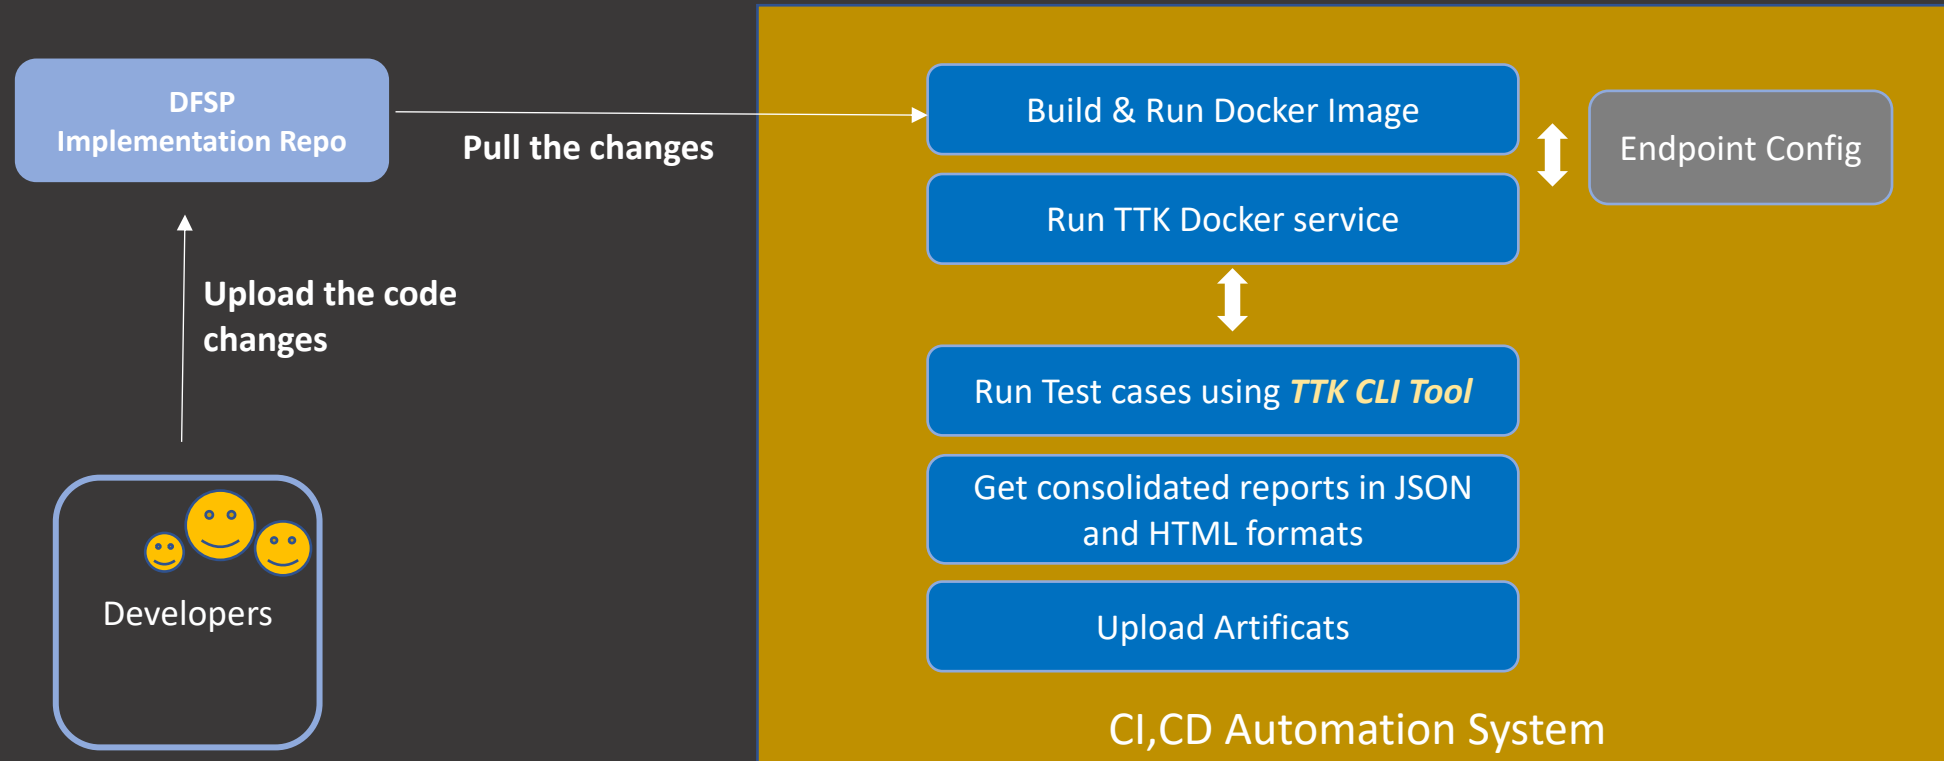 DFSP
Implementation Repo
Pull the changes
Upload the code
changes
Developers
Build & Run Docker Image
Endpoint Config
Run TTK Docker service
Run Test cases using TTK CLI Tool
Get consolidated reports in JSON
and HTML formats
Upload Artificats
CI,CD Automation System